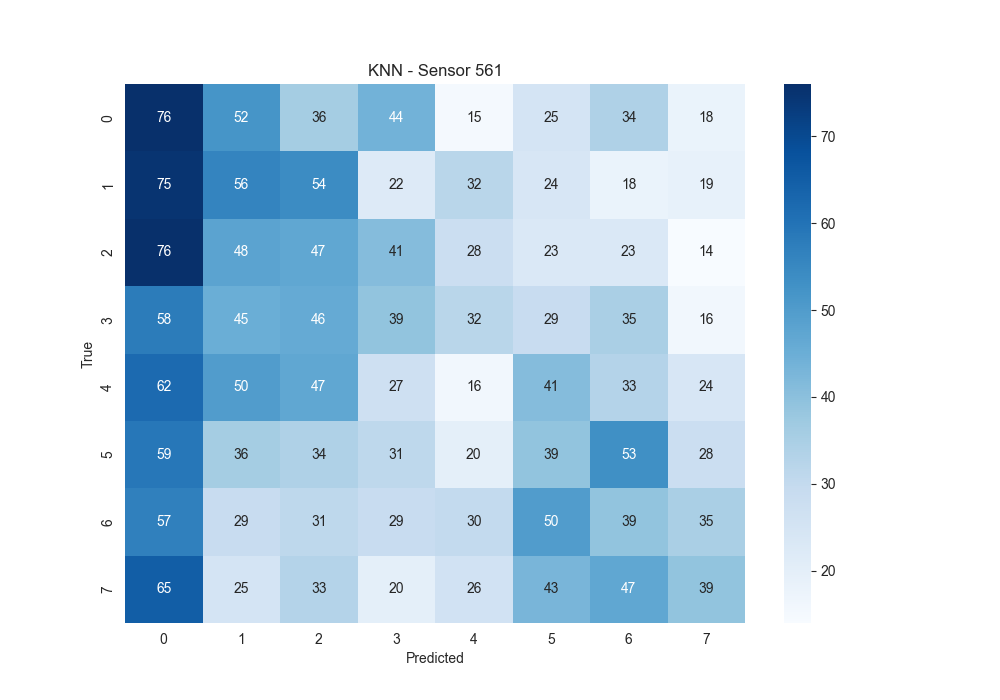 KNN - Sensor 561
0 76 52 36 44 15 25 34 18
1 75 56 54 22 32 24 18 19
2 76 48 47 41 28 23 23 14
3 58 45 46 39 32 29 35 16
4 62 50 47 27 16 41 33 24
5 59 36 34 31 20 39 53 28
6 57 29 31 29 30 50 39 35
7 65 25 33 20 26 43 47 39
0 1 2 3 4 5 6 7
Predicted
True
70
60
50
40
30
20